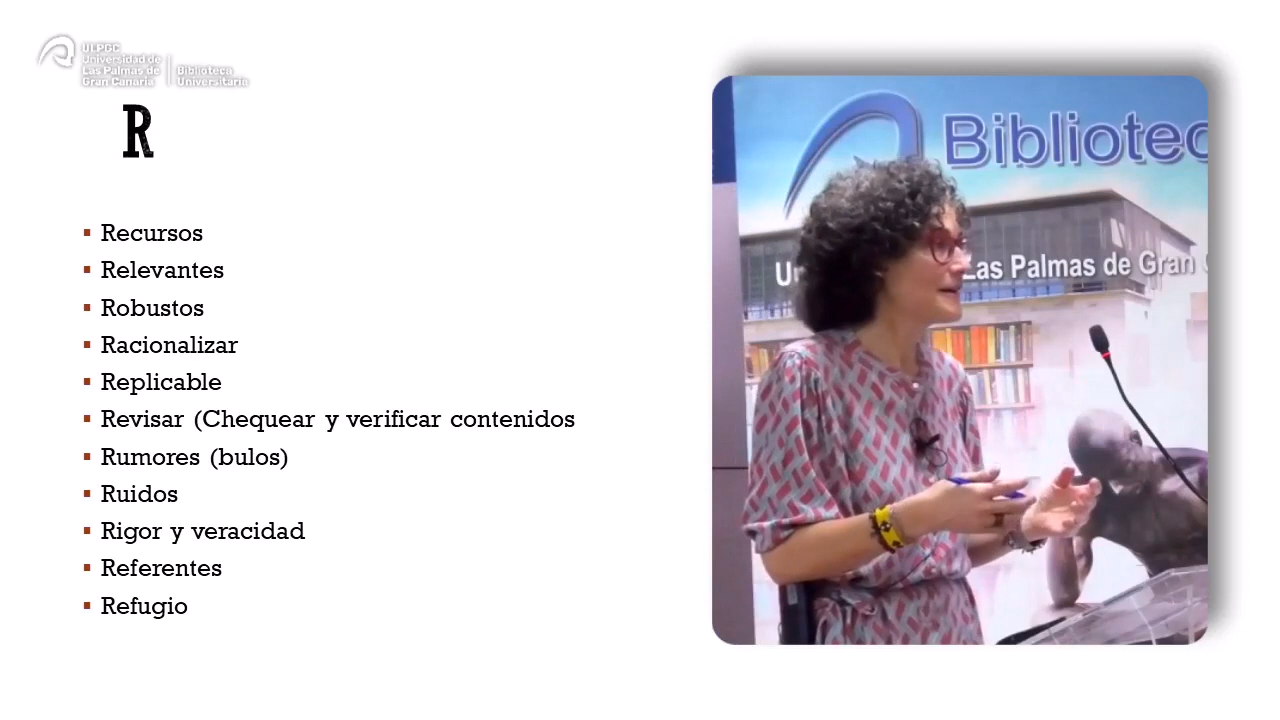 ULPGC
Universidad de
Las Palmas de
Gran Canaria
Biblioteca
Universitaria
R
Recursos
Relevantes
Robustos
Racionalizar
Replicable
Revisar (Chequear y verificar contenidos
Rumores (bulos)
Ruidos
Rigor y veracidad
Referentes
Refugio
Bibliotec
Las Palmas de Gran